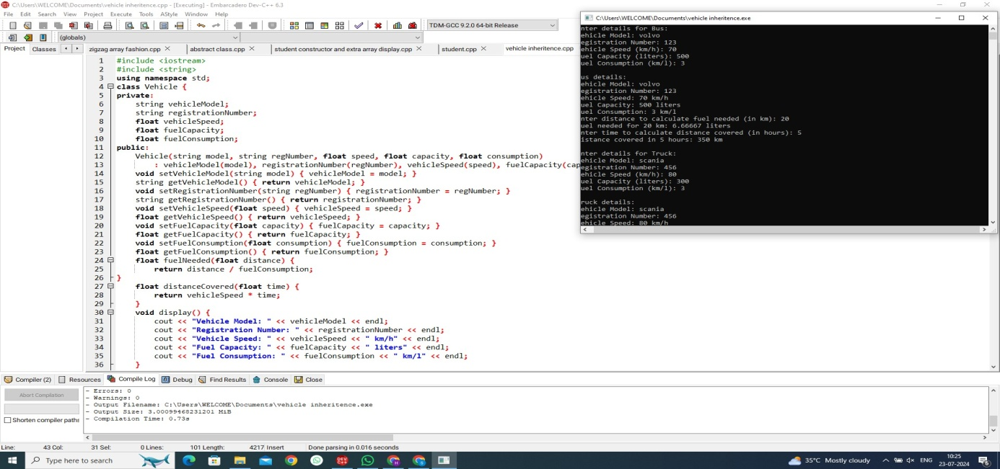 C:\Users\WELCOME\Documents\vehicle inheritence.cpp - [Executing] - Embarcadero Dev-C++ 6.3
File Edit Search View Project Execute Tools AStyle Window Help
TDM-GCC 9.2.0 64-bit Release
(globals)
Project Classes
zigzag array fashion.cpp abstract class.cpp student constructor and extra array display.cpp student.cpp vehicle inheritence.cpp
1 #include <iostream>
2 #include <string>
3 using namespace std;
4 class Vehicle {
5 private:
6 string vehicleModel;
7 string registrationNumber;
8 float vehicleSpeed;
9 float fuelCapacity;
10 float fuelConsumption;
11 public:
12 Vehicle(string model, string regNumber, float speed, float capacity, float consumption)
13 : vehicleModel(model), registrationNumber(regNumber), vehicleSpeed(speed), fuelCapacity(cap
14 void setVehicleModel(string model) { vehicleModel = model; }
15 string getVehicleModel() { return vehicleModel; }
16 void setRegistrationNumber(string regNumber) { registrationNumber = regNumber; }
17 string getRegistrationNumber() { return registrationNumber; }
18 void setVehicleSpeed(float speed) { vehicleSpeed = speed; }
19 float getVehicleSpeed() { return vehicleSpeed; }
20 void setFuelCapacity(float capacity) { fuelCapacity = capacity; }
21 float getFuelCapacity() { return fuelCapacity; }
22 void setFuelConsumption(float consumption) { fuelConsumption = consumption; }
23 float getFuelConsumption() { return fuelConsumption; }
24 float fuelNeeded(float distance) {
25 return distance / fuelConsumption;
26 }
27 float distanceCovered(float time) {
28 return vehicleSpeed * time;
29 }
30 void display() {
31 cout << "Vehicle Model: " << vehicleModel << endl;
32 cout << "Registration Number: " << registrationNumber << endl;
33 cout << "Vehicle Speed: " << vehicleSpeed << " km/h" << endl;
34 cout << "Fuel Capacity: " << fuelCapacity << " liters" << endl;
35 cout << "Fuel Consumption: " << fuelConsumption << " km/l" << endl;
36 }
C:\Users\WELCOME\Documents\vehicle inheritence.exe
nter details for Bus:
ehicle Model: volvo
egistration Number: 123
ehicle Speed (km/h): 70
uel Capacity (liters): 500
uel Consumption (km/l): 3
us details:
ehicle Model: volvo
egistration Number: 123
ehicle Speed: 70 km/h
uel Capacity: 500 liters
uel Consumption: 3 km/l
nter distance to calculate fuel needed (in km): 20
uel needed for 20 km: 6.66667 liters
nter time to calculate distance covered (in hours): 5
istance covered in 5 hours: 350 km
nter details for Truck:
ehicle Model: scania
egistration Number: 456
ehicle Speed (km/h): 80
uel Capacity (liters): 300
uel Consumption (km/l): 3
ruck details:
ehicle Model: scania
egistration Number: 456
ehicle Speed: 80 km/h
Compiler (2) Resources Compile Log Debug Find Results Console Close
Abort Compilation
Shorten compiler paths
- Errors: 0
- Warnings: 0
- Output Filename: C:\Users\WELCOME\Documents\vehicle inheritence.exe
- Output Size: 3.00099468231201 MiB
- Compilation Time: 0.73s
Line: 43 Col: 31 Sel: 0 Lines: 101 Length: 4217 Insert Done parsing in 0.016 seconds
Type here to search
35°C Mostly cloudy
ENG
10:25
23-07-2024